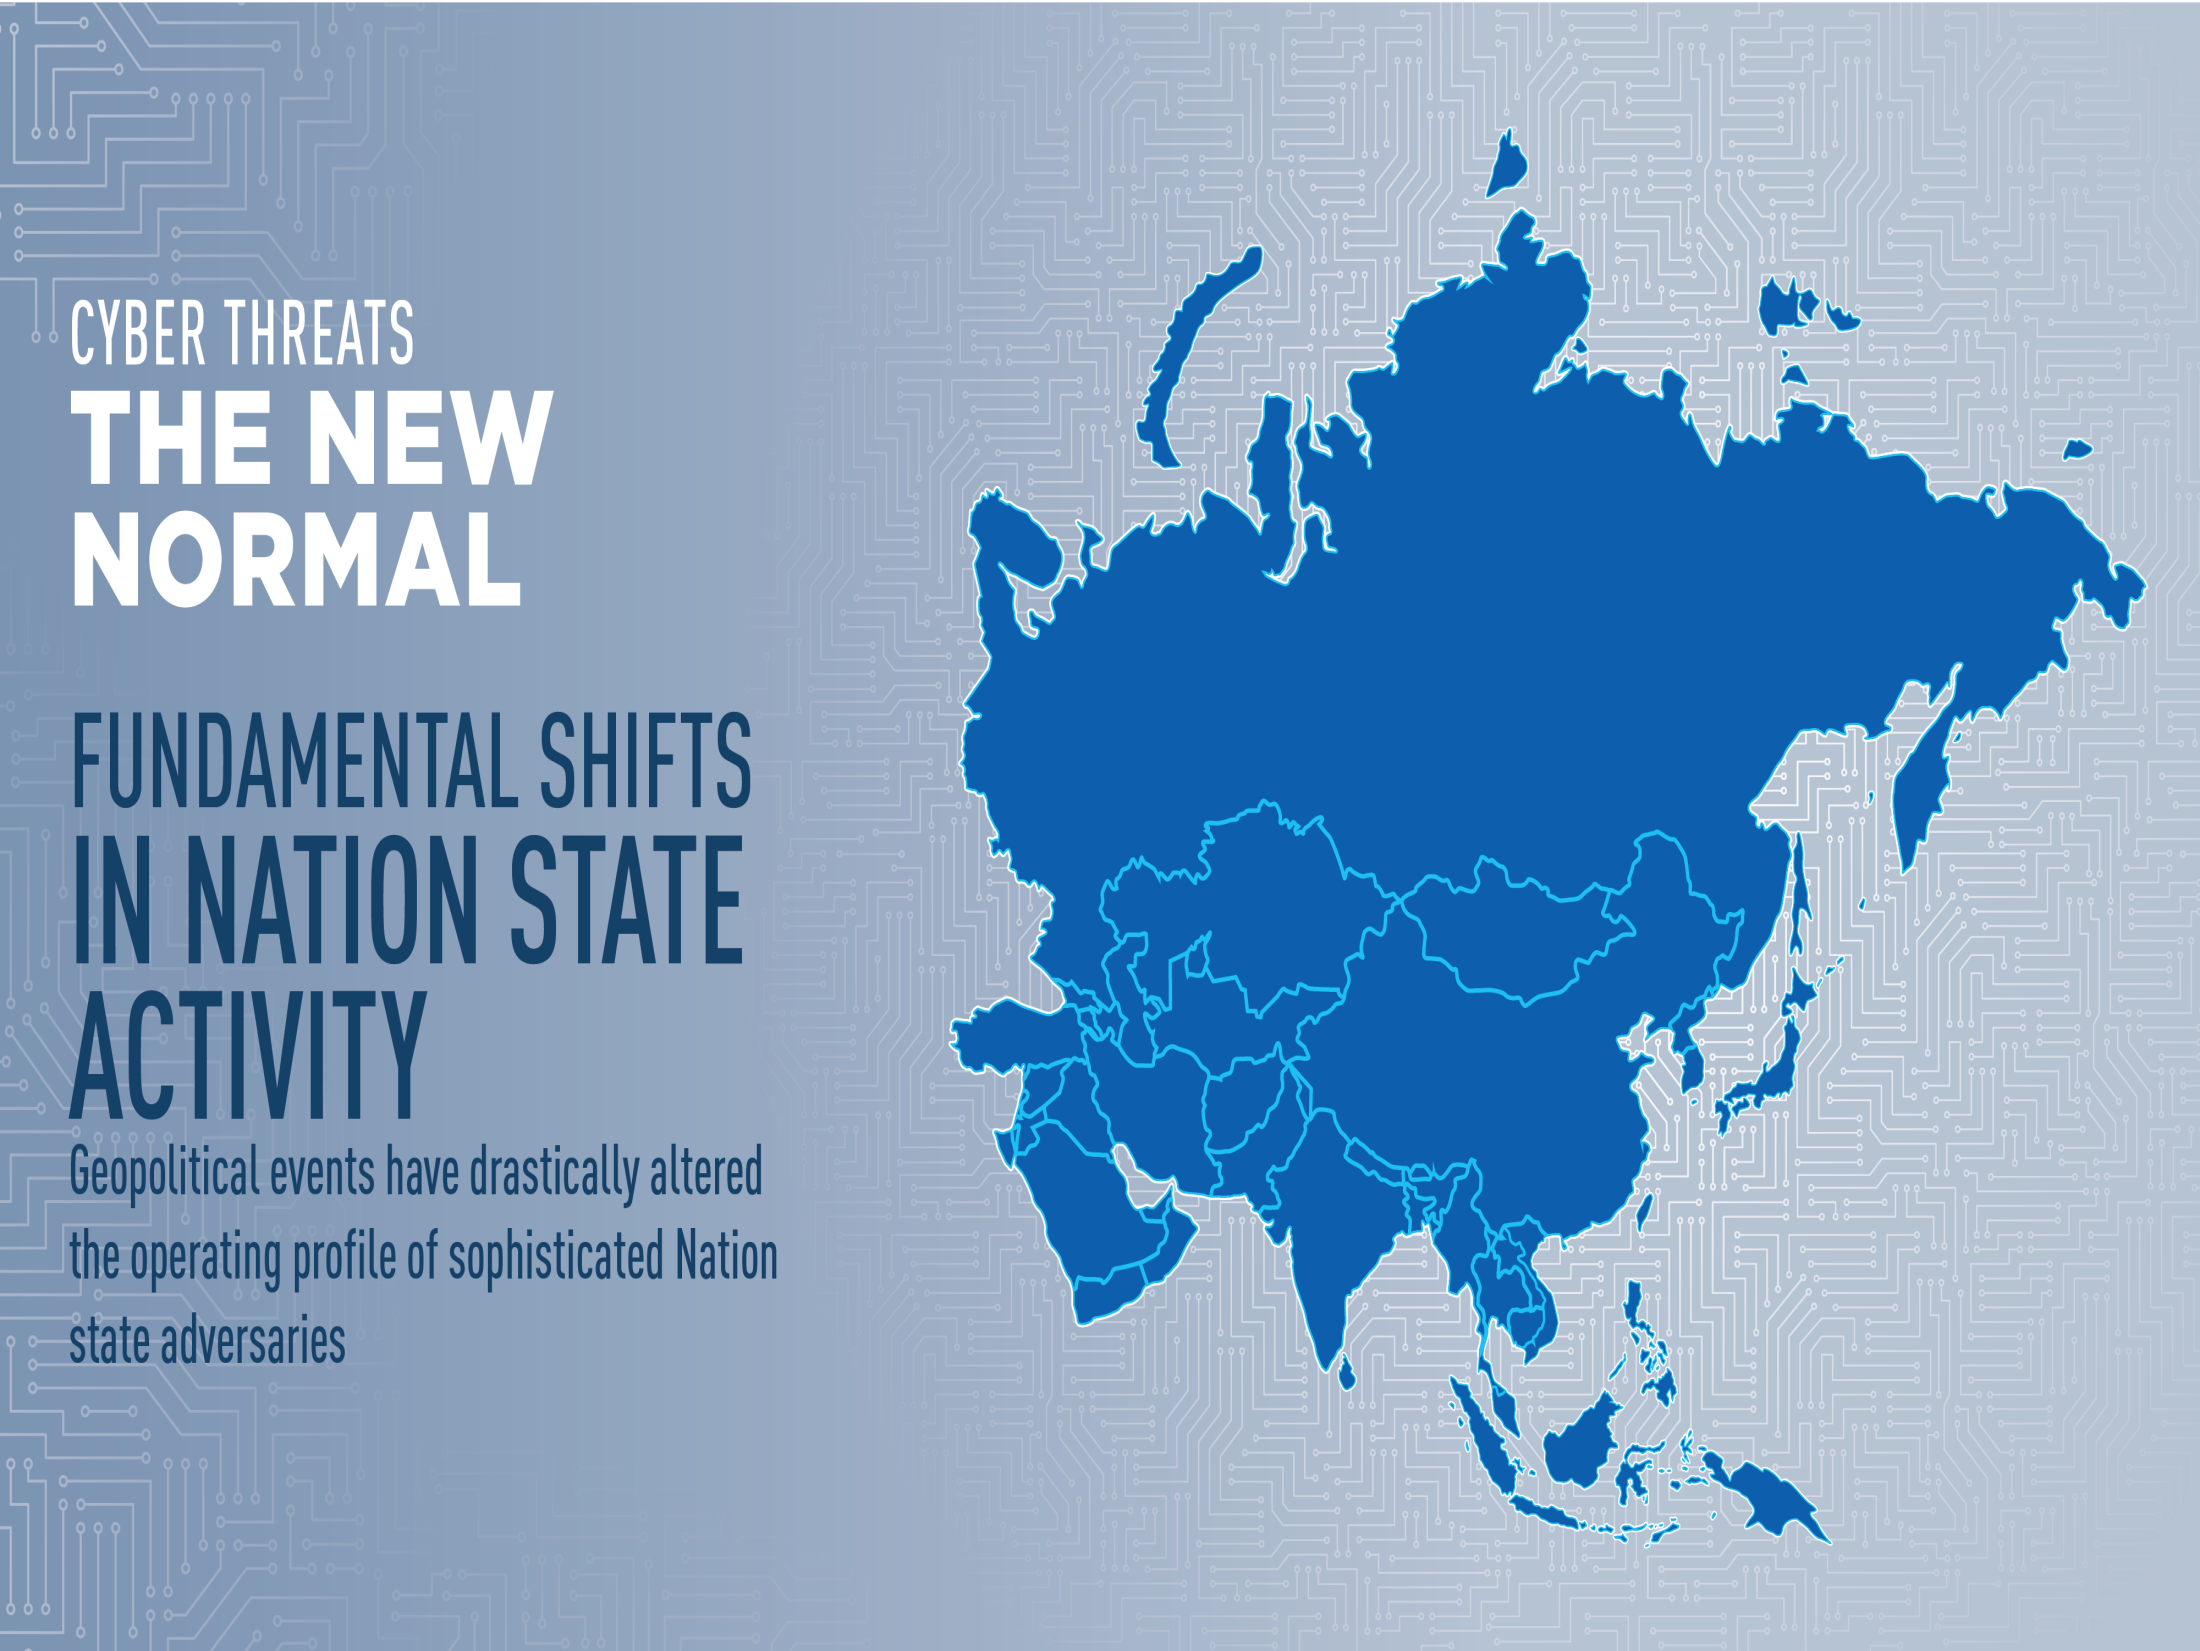 CYBER THREATS
THE NEW
NORMAL
FUNDAMENTAL SHIFTS
IN NATION STATE
ACTIVITY
Geopolitical events have drastically altered
the operating profile of sophisticated Nation
state adversaries